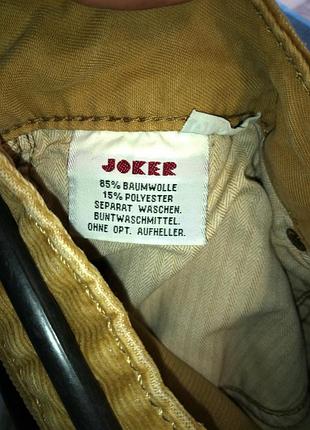 JOKER
85% BAUMWOLLE
15% POLYESTER
SEPARAT WASCHEN.
BUNTWASCHMITTEL.
OHNE OPT. AUFHELLER.